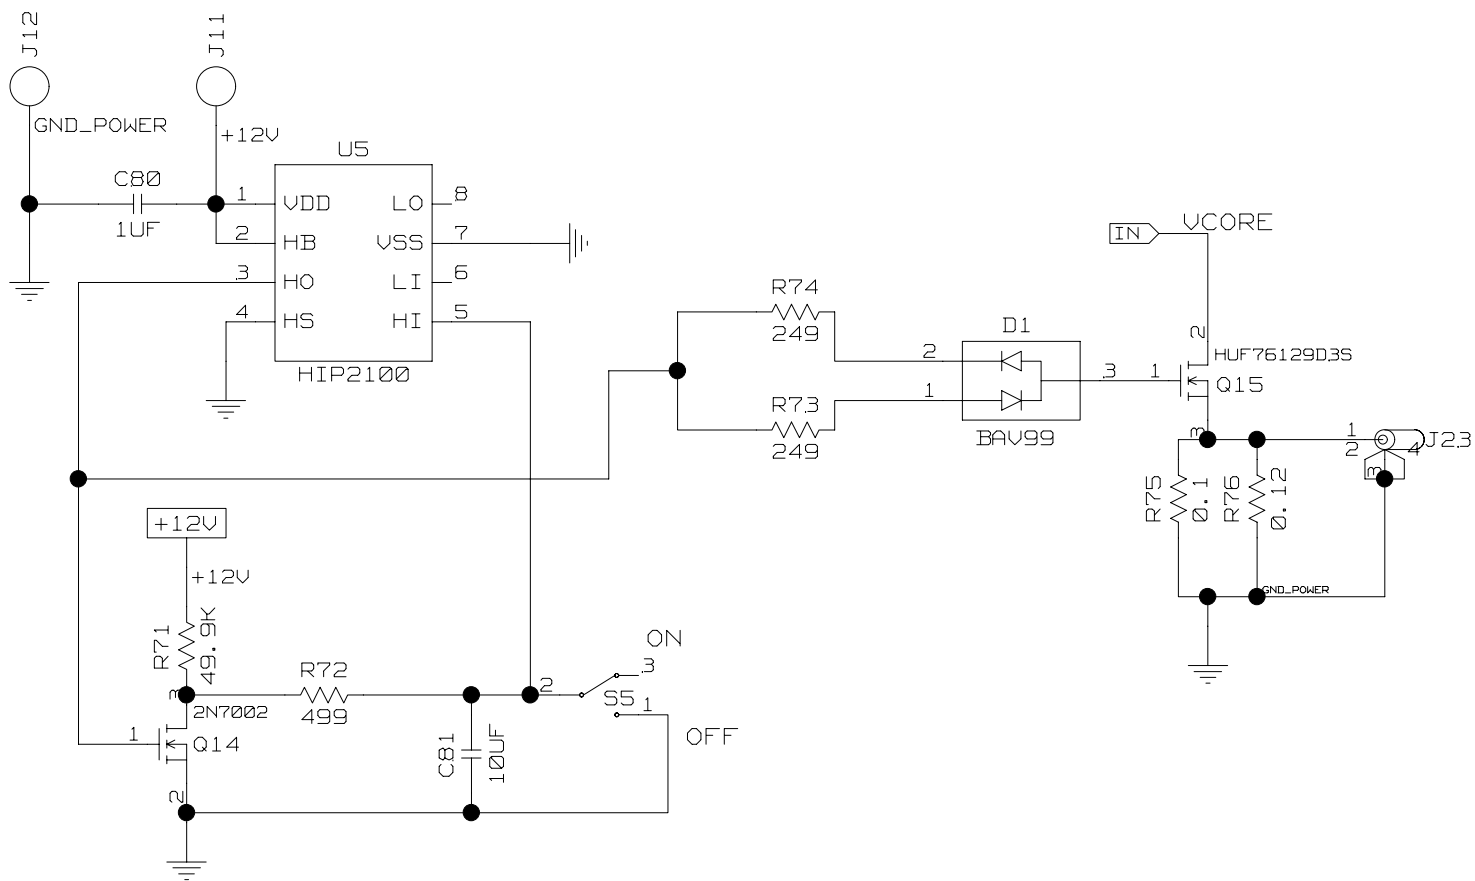 J12
J11
GND_POWER
+12V
U5
C80
1UF
1 VDD LO 8
2 HB VSS 7
3 HO LI 6
4 HS HI 5
HIP2100
IN
VCORE
R74
249
D1
2
1
3
BAV99
R73
249
2
HUF76129D3S
1
Q15
3
1
2
4
J23
3
R75
0.1
R76
0.12
GND_POWER
+12V
+12V
R71
49.9K
3
2N7002
1
Q14
2
R72
499
C81
10UF
2
ON
3
S5
1
OFF